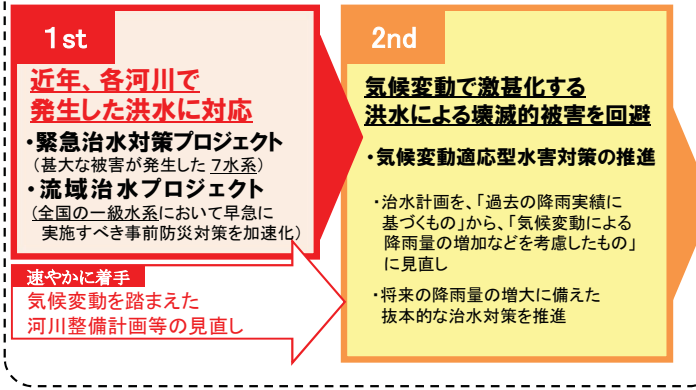 1st
近年、各河川で
発生した洪水に対応
・緊急治水対策プロジェクト
（甚大な被害が発生した 7水系）
・流域治水プロジェクト
（全国の一級水系において早急に
実施すべき事前防災対策を加速化）
速やかに着手
気候変動を踏まえた
河川整備計画等の見直し
2nd
気候変動で激甚化する
洪水による壊滅的被害を回避
・気候変動適応型水害対策の推進
・治水計画を、「過去の降雨実績に
基づくもの」から、「気候変動による
降雨量の増加などを考慮したもの」
に見直し
・将来の降雨量の増大に備えた
抜本的な治水対策を推進